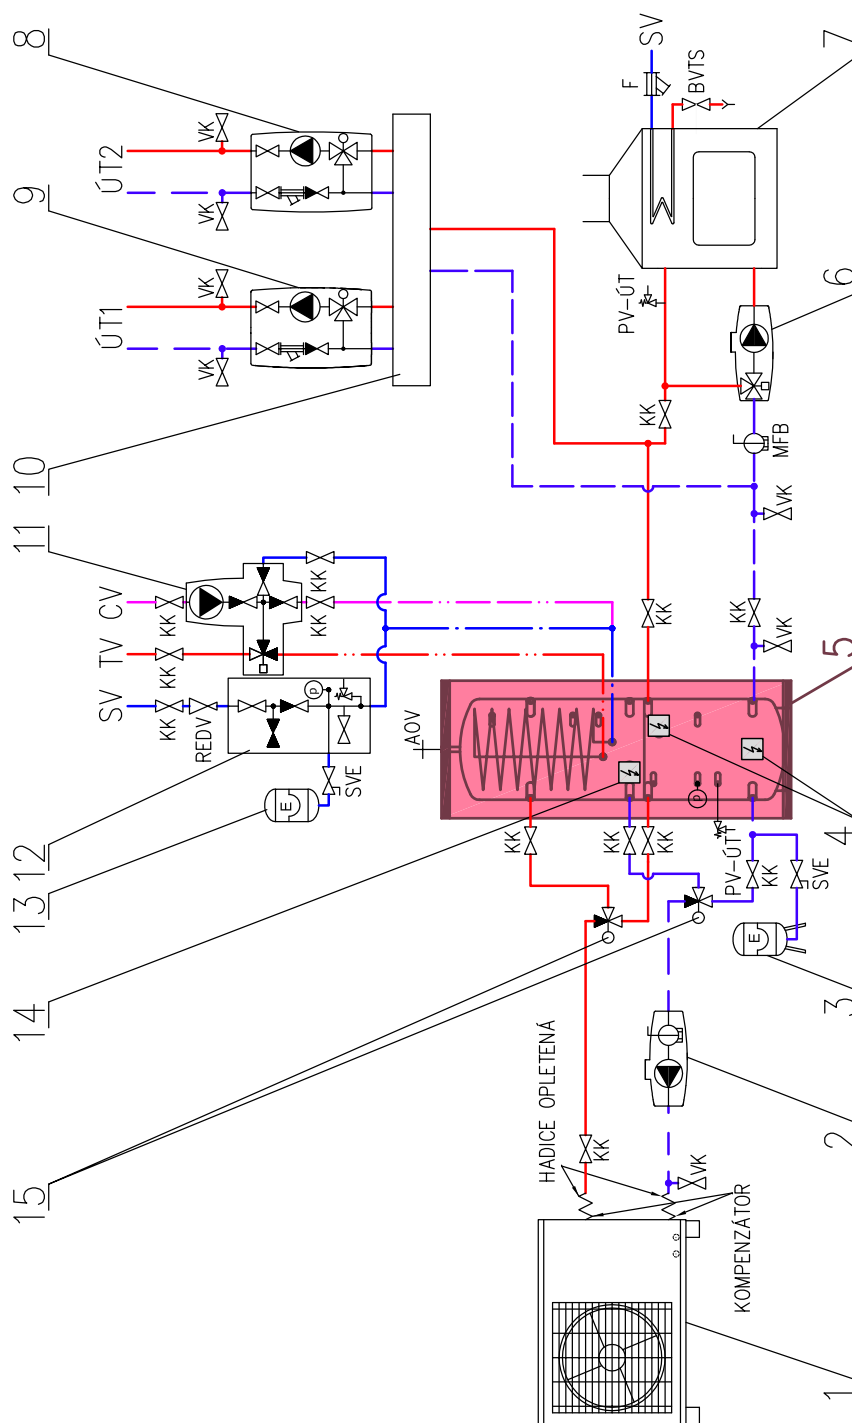 8
9
10
11
12
13
14
15
ÚT2
ÚT1
VK
VK
VK
VK
CV
TV
SV
KK
KK
KK
REDV
KK
KK
SVE
E
P
AOV
SV
F
BVTS
7
PV-ÚT
6
KK
MFB
VK
KK
KK
VK
5
4
P
PV-ÚT
KK
KK
KK
KK
SVE
E
3
HADICE OPLETENÁ
KK
2
VK
KOMPENZÁTOR
1